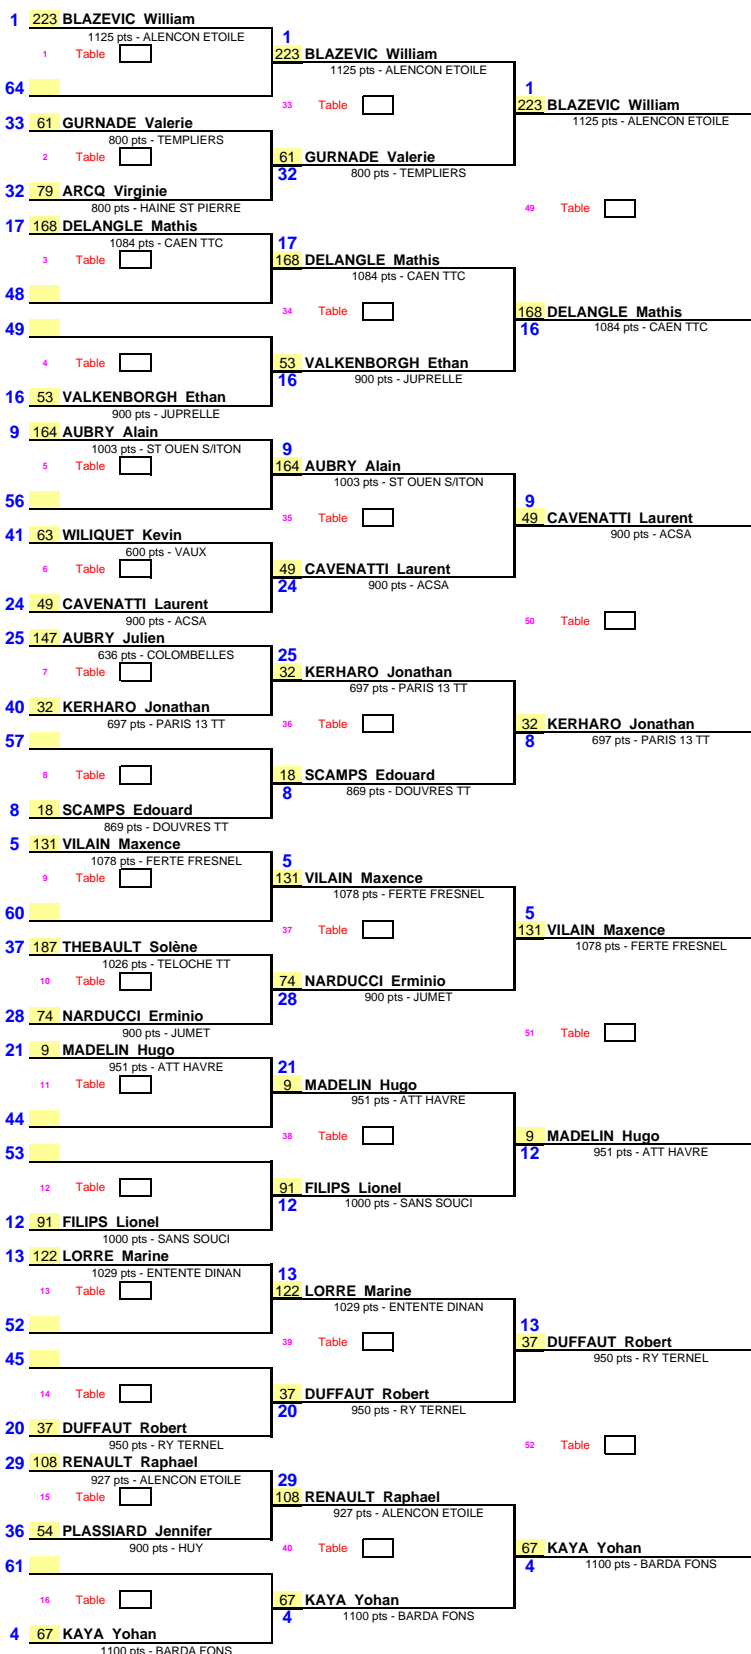 1 223 BLAZEVIC William
1125 pts - ALENCON ETOILE
1 Table
64
33 61 GURNADE Valerie
800 pts - TEMPLIERS
2 Table
32 79 ARCQ Virginie
800 pts - HAINE ST PIERRE
17 168 DELANGLE Mathis
1084 pts - CAEN TTC
3 Table
48
49
4 Table
16 53 VALKENBORGH Ethan
900 pts - JUPRELLE
9 164 AUBRY Alain
1003 pts - ST OUEN S/ITON
5 Table
56
41 63 WILIQUET Kevin
600 pts - VAUX
6 Table
24 49 CAVENATTI Laurent
900 pts - ACSA
25 147 AUBRY Julien
636 pts - COLOMBELLES
7 Table
40 32 KERHARO Jonathan
697 pts - PARIS 13 TT
57
8 Table
8 18 SCAMPS Edouard
869 pts - DOUVRES TT
5 131 VILAIN Maxence
1078 pts - FERTE FRESNEL
9 Table
60
37 187 THEBAULT Solène
1026 pts - TELOCHE TT
10 Table
28 74 NARDUCCI Erminio
900 pts - JUMET
21 9 MADELIN Hugo
951 pts - ATT HAVRE
11 Table
44
53
12 Table
12 91 FILIPS Lionel
1000 pts - SANS SOUCI
13 122 LORRE Marine
1029 pts - ENTENTE DINAN
13 Table
52
45
14 Table
20 37 DUFFAUT Robert
950 pts - RY TERNEL
29 108 RENAULT Raphael
927 pts - ALENCON ETOILE
15 Table
36 54 PLASSIARD Jennifer
900 pts - HUY
61
16 Table
4 67 KAYA Yohan
1100 pts - BARDA FONS
1
223 BLAZEVIC William
1125 pts - ALENCON ETOILE
33 Table
61 GURNADE Valerie
32 800 pts - TEMPLIERS
17
168 DELANGLE Mathis
1084 pts - CAEN TTC
34 Table
53 VALKENBORGH Ethan
16 900 pts - JUPRELLE
9
164 AUBRY Alain
1003 pts - ST OUEN S/ITON
35 Table
49 CAVENATTI Laurent
24 900 pts - ACSA
25
32 KERHARO Jonathan
697 pts - PARIS 13 TT
36 Table
18 SCAMPS Edouard
8 869 pts - DOUVRES TT
5
131 VILAIN Maxence
1078 pts - FERTE FRESNEL
37 Table
74 NARDUCCI Erminio
28 900 pts - JUMET
21
9 MADELIN Hugo
951 pts - ATT HAVRE
38 Table
91 FILIPS Lionel
12 1000 pts - SANS SOUCI
13
122 LORRE Marine
1029 pts - ENTENTE DINAN
39 Table
37 DUFFAUT Robert
20 950 pts - RY TERNEL
29
108 RENAULT Raphael
927 pts - ALENCON ETOILE
40 Table
67 KAYA Yohan
4 1100 pts - BARDA FONS
1
223 BLAZEVIC William
1125 pts - ALENCON ETOILE
49 Table
168 DELANGLE Mathis
16 1084 pts - CAEN TTC
9
49 CAVENATTI Laurent
900 pts - ACSA
50 Table
32 KERHARO Jonathan
8 697 pts - PARIS 13 TT
5
131 VILAIN Maxence
1078 pts - FERTE FRESNEL
51 Table
9 MADELIN Hugo
12 951 pts - ATT HAVRE
13
37 DUFFAUT Robert
950 pts - RY TERNEL
52 Table
67 KAYA Yohan
4 1100 pts - BARDA FONS